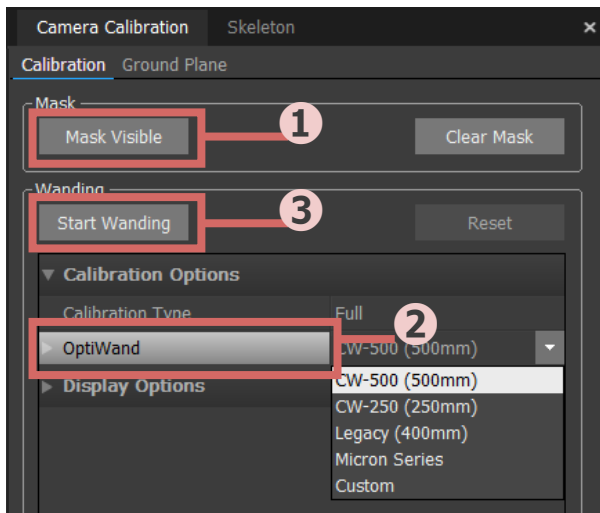 Camera Calibration Skeleton ×
Calibration Ground Plane
Mask
Mask Visible 1 Clear Mask
Wanding
Start Wanding 3 Reset
Calibration Options
Calibration Type Full 2
OptiWand CW-500 (500mm)
Display Options CW-500 (500mm)
CW-250 (250mm)
Legacy (400mm)
Micron Series
Custom